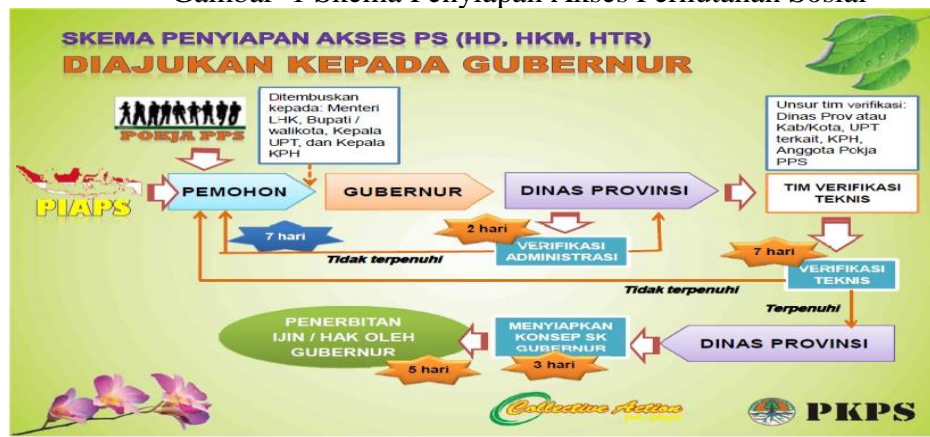 Gambar 1 Skema Penyiapan Akses Perhutanan Sosial
SKEMA PENYIAPAN AKSES PS (HD, HKM, HTR)
DIAJUKAN KEPADA GUBERNUR
POKJA PPS
Ditembuskan
kepada: Menteri
LHK, Bupati /
walikota, Kepala
UPT, dan Kepala
KPH
Unsur tim verifikasi:
Dinas Prov atau
Kab/Kota, UPT
terkait, KPH,
Anggota Pokja
PPS
PIAPS
PEMOHON
GUBERNUR
DINAS PROVINSI
TIM VERIFIKASI
TEKNIS
7 hari
2 hari
VERIFIKASI
ADMINISTRASI
Tidak terpenuhi
7 hari
VERIFIKASI
TEKNIS
Tidak terpenuhi
Terpenuhi
PENERBITAN
IJIN / HAK OLEH
GUBERNUR
5 hari
MENYIAPKAN
KONSEP SK
GUBERNUR
3 hari
DINAS PROVINSI
Collective Action
PKPS